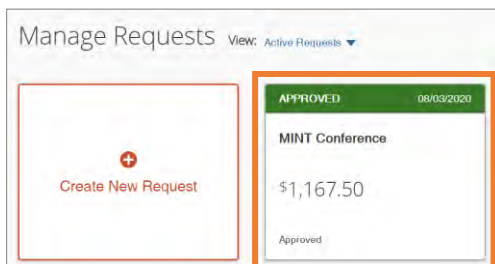 Manage Requests View: Active Requests
APPROVED 08/03/2020
MINT Conference
Create New Request
$1,167.50
Approved